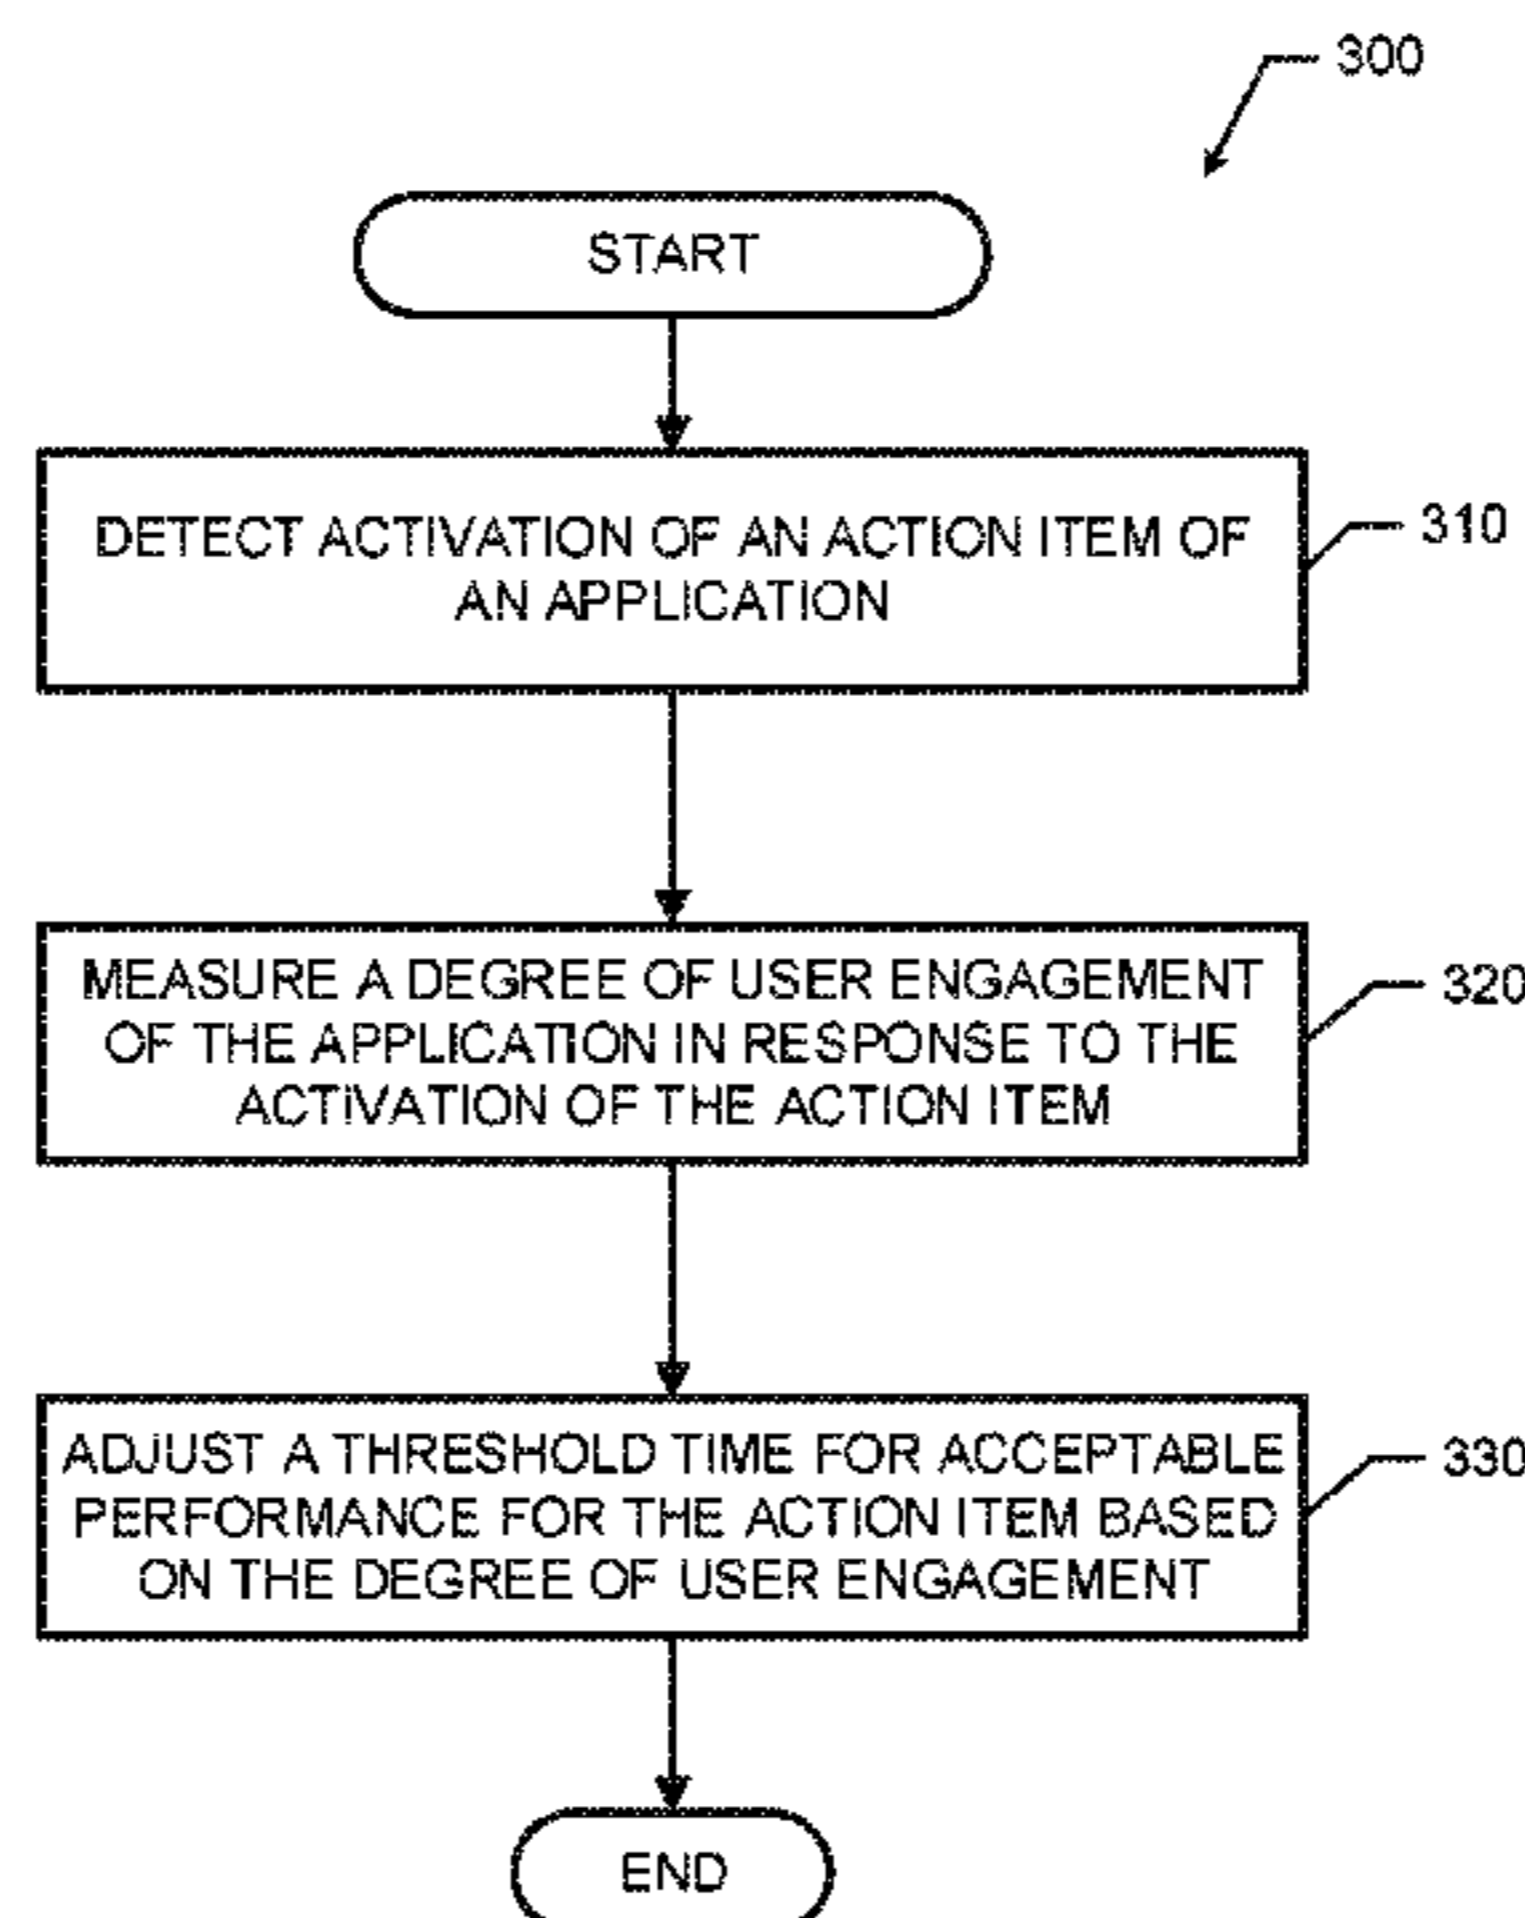 300
START
DETECT ACTIVATION OF AN ACTION ITEM OF
AN APPLICATION
310
MEASURE A DEGREE OF USER ENGAGEMENT
OF THE APPLICATION IN RESPONSE TO THE
ACTIVATION OF THE ACTION ITEM
320
ADJUST A THRESHOLD TIME FOR ACCEPTABLE
PERFORMANCE FOR THE ACTION ITEM BASED
ON THE DEGREE OF USER ENGAGEMENT
330
END